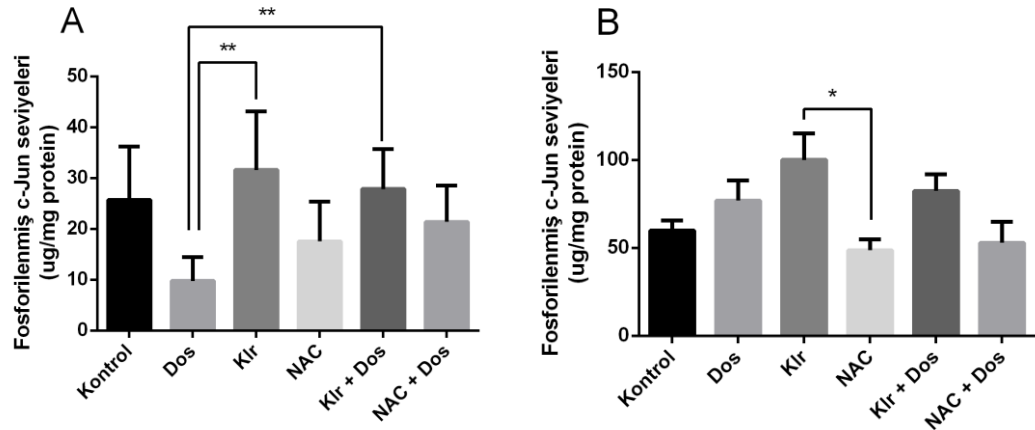 A
Fosforilenmiş c-Jun seviyeleri
(ug/mg protein)
50
40
30
20
10
0
**
**
Kontrol
Dos
Klr
NAC
Klr + Dos
NAC + Dos
B
Fosforilenmiş c-Jun seviyeleri
(ug/mg protein)
150
100
50
0
*
Kontrol
Dos
Klr
NAC
Klr + Dos
NAC + Dos